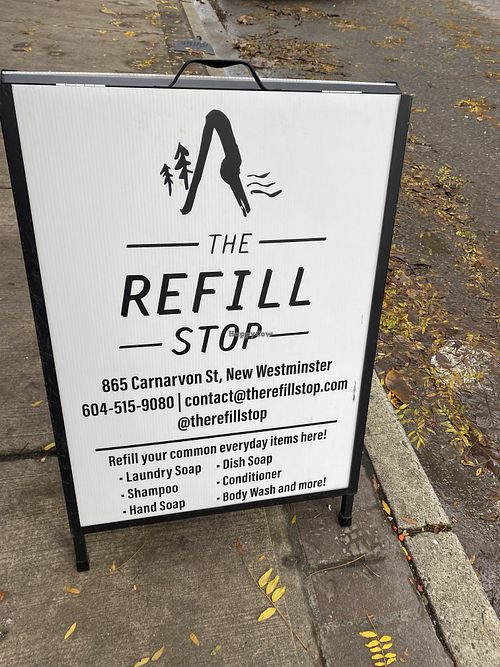 THE
REFILL
STOP
865 Carnarvon St, New Westminster
604-515-9080 | contact@therefillstop.com
@therefillstop
Refill your common everyday items here!
· Laundry Soap · Dish Soap
· Shampoo · Conditioner
· Hand Soap · Body Wash and more!